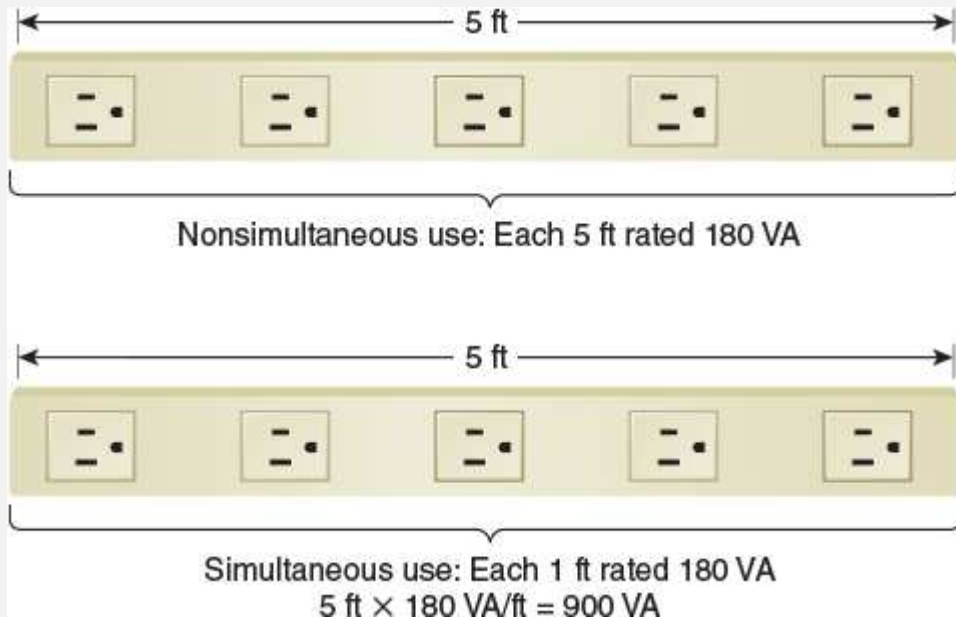 5 ft
Nonsimultaneous use: Each 5 ft rated 180 VA
5 ft
Simultaneous use: Each 1 ft rated 180 VA
5 ft × 180 VA/ft = 900 VA